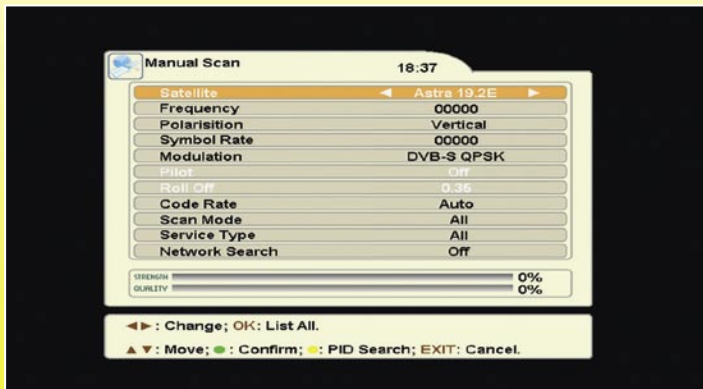 Manual Scan 18:37
Satellite ◀ Astra 19.2E ▶
Frequency 00000
Polarisition Vertical
Symbol Rate 00000
Modulation DVB-S QPSK
Pilot Off
Roll Off 0.35
Code Rate Auto
Scan Mode All
Service Type All
Network Search Off
STRENGTH 0%
QUALITY 0%
◀▶: Change; OK: List All.
▲ ▼: Move; ●: Confirm; ●: PID Search; EXIT: Cancel.